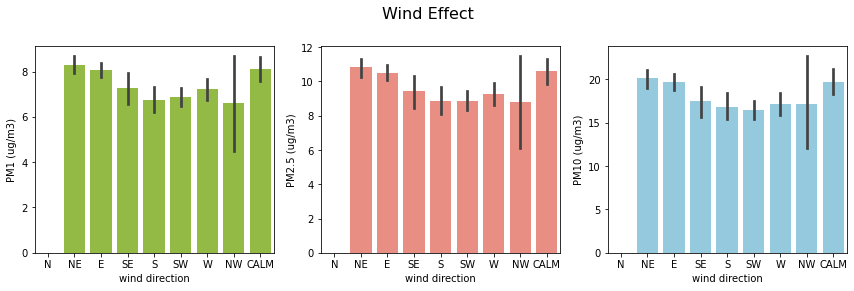 Wind Effect
PM1 (ug/m3)
8
6
4
2
0
N NE E SE S SW W NW CALM
wind direction
PM2.5 (ug/m3)
12
10
8
6
4
2
0
N NE E SE S SW W NW CALM
wind direction
PM10 (ug/m3)
20
15
10
5
0
N NE E SE S SW W NW CALM
wind direction